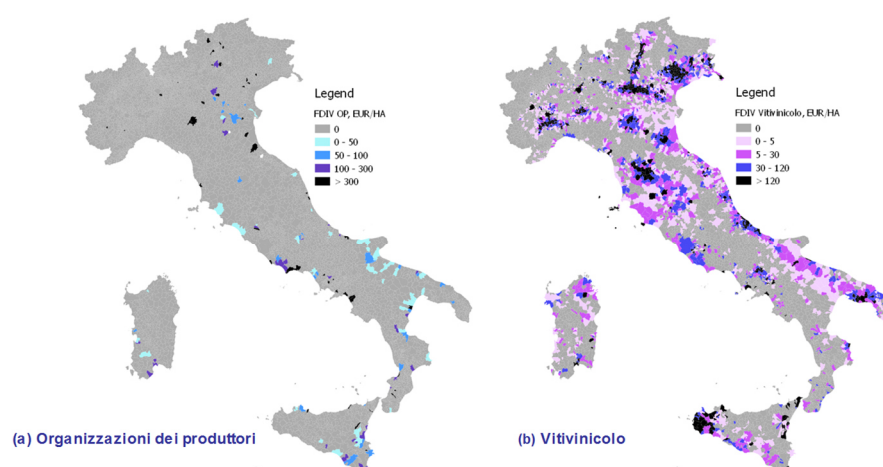 Legend
FDIV OP, EUR/HA
0
0 - 50
50 - 100
100 - 300
> 300
(a) Organizzazioni dei produttori
Legend
FDIV Vitivinicolo, EUR/HA
0
0 - 5
5 - 30
30 - 120
> 120
(b) Vitivinicolo